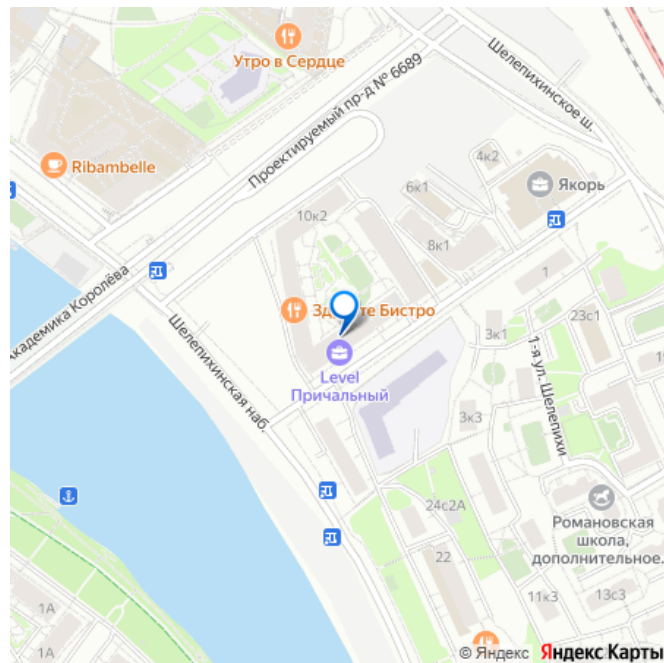 Утро в Сердце
Проектируемый пр-д № 6689
Шелепихинское ш.
Ribambelle
4к2
6к1
Якорь
10к2
8к1
Академика Королёва
1
Шелепихинская наб.
23с1
3к1
1-я ул. Шелепихи
Level
Причальный
3к3
24с2А
Романовская
школа,
дополнительное...
22
11к3
13с3
1А
1А
© Яндекс Яндекс Карты